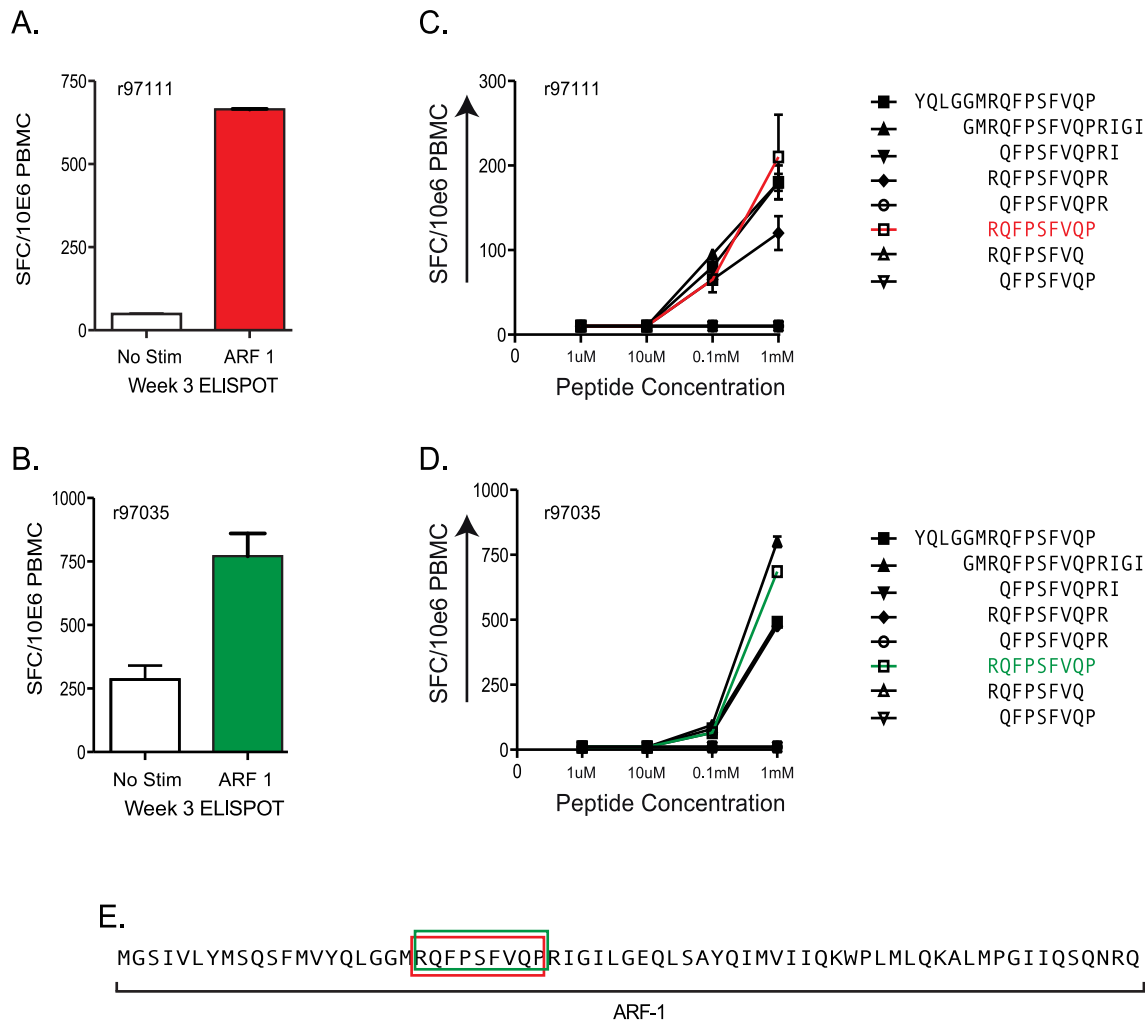 A.
SFC/10E6 PBMC
750
500
250
0
r97111
No Stim
ARF 1
Week 3 ELISPOT
C.
SFC/10e6 PBMC
300
200
100
0
r97111
0
1uM
10uM
0.1mM
1mM
Peptide Concentration
YQLGGMRQFPSFVQP
GMRQFPSFVQPRIGI
QFPSFVQPRI
RQFPSFVQPR
QFPSFVQPR
RQFPSFVQP
RQFPSFVQ
QFPSFVQP
B.
SFC/10E6 PBMC
1000
750
500
250
0
r97035
No Stim
ARF 1
Week 3 ELISPOT
D.
SFC/10e6 PBMC
1000
750
500
250
0
r97035
0
1uM
10uM
0.1mM
1mM
Peptide Concentration
YQLGGMRQFPSFVQP
GMRQFPSFVQPRIGI
QFPSFVQPRI
RQFPSFVQPR
QFPSFVQPR
RQFPSFVQP
RQFPSFVQ
QFPSFVQP
E.
MGSIVLYMSQSFMVYQLGGMRQFPSFVQPRIGILGEQLSAYQIMVIIQKWPLMLQKALMPGIIQSQNRQ
ARF-1